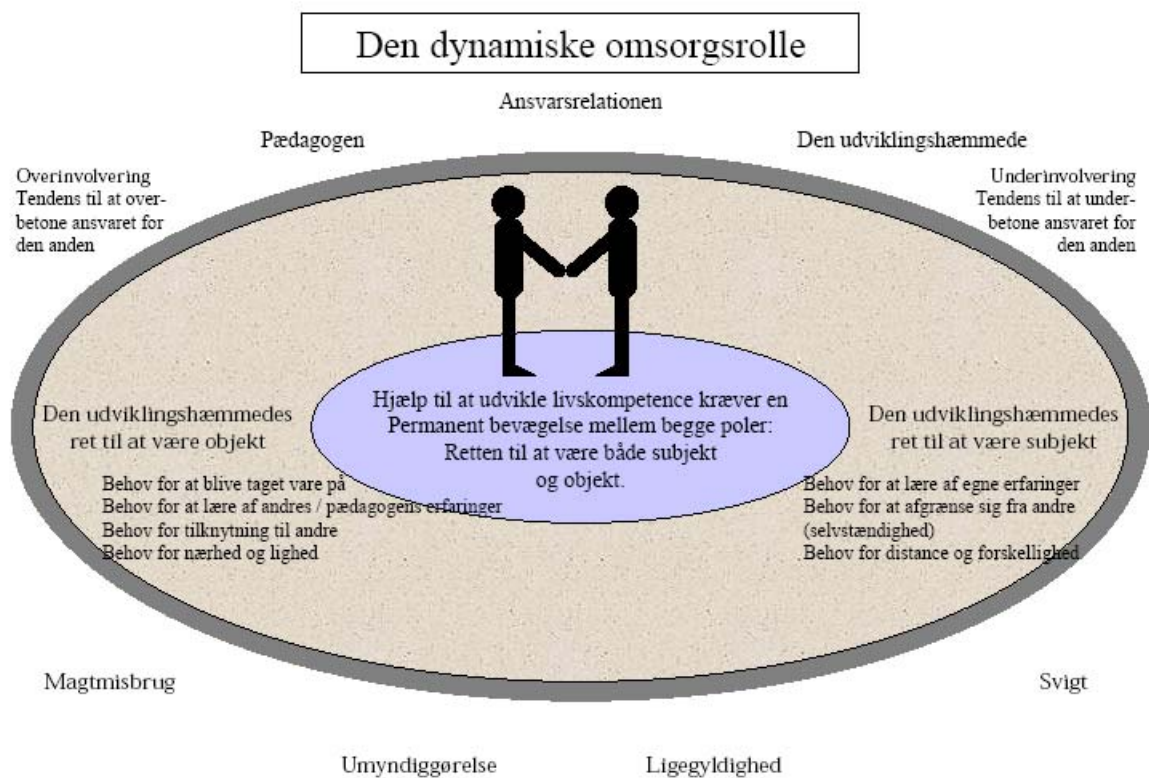 Den dynamiske omsorgsrolle
Ansvarsrelationen
Pædagogen
Den udviklingshæmmede
Overinvolvering
Tendens til at over-
betone ansvaret for
den anden
Underinvolvering
Tendens til at under-
betone ansvaret for
den anden
Hjælp til at udvikle livskompetence kræver en
Permanent bevægelse mellem begge poler:
Retten til at være både subjekt
og objekt.
Den udviklingshæmmedes
ret til at være objekt
Behov for at blive taget vare på
Behov for at lære af andres / pædagogens erfaringer
Behov for tilknytning til andre
Behov for nærhed og lighed
Den udviklingshæmmedes
ret til at være subjekt
Behov for at lære af egne erfaringer
Behov for at afgrænse sig fra andre
(selvstændighed)
Behov for distance og forskellighed
Magtmisbrug
Svigt
Umyndiggørelse
Ligegyldighed